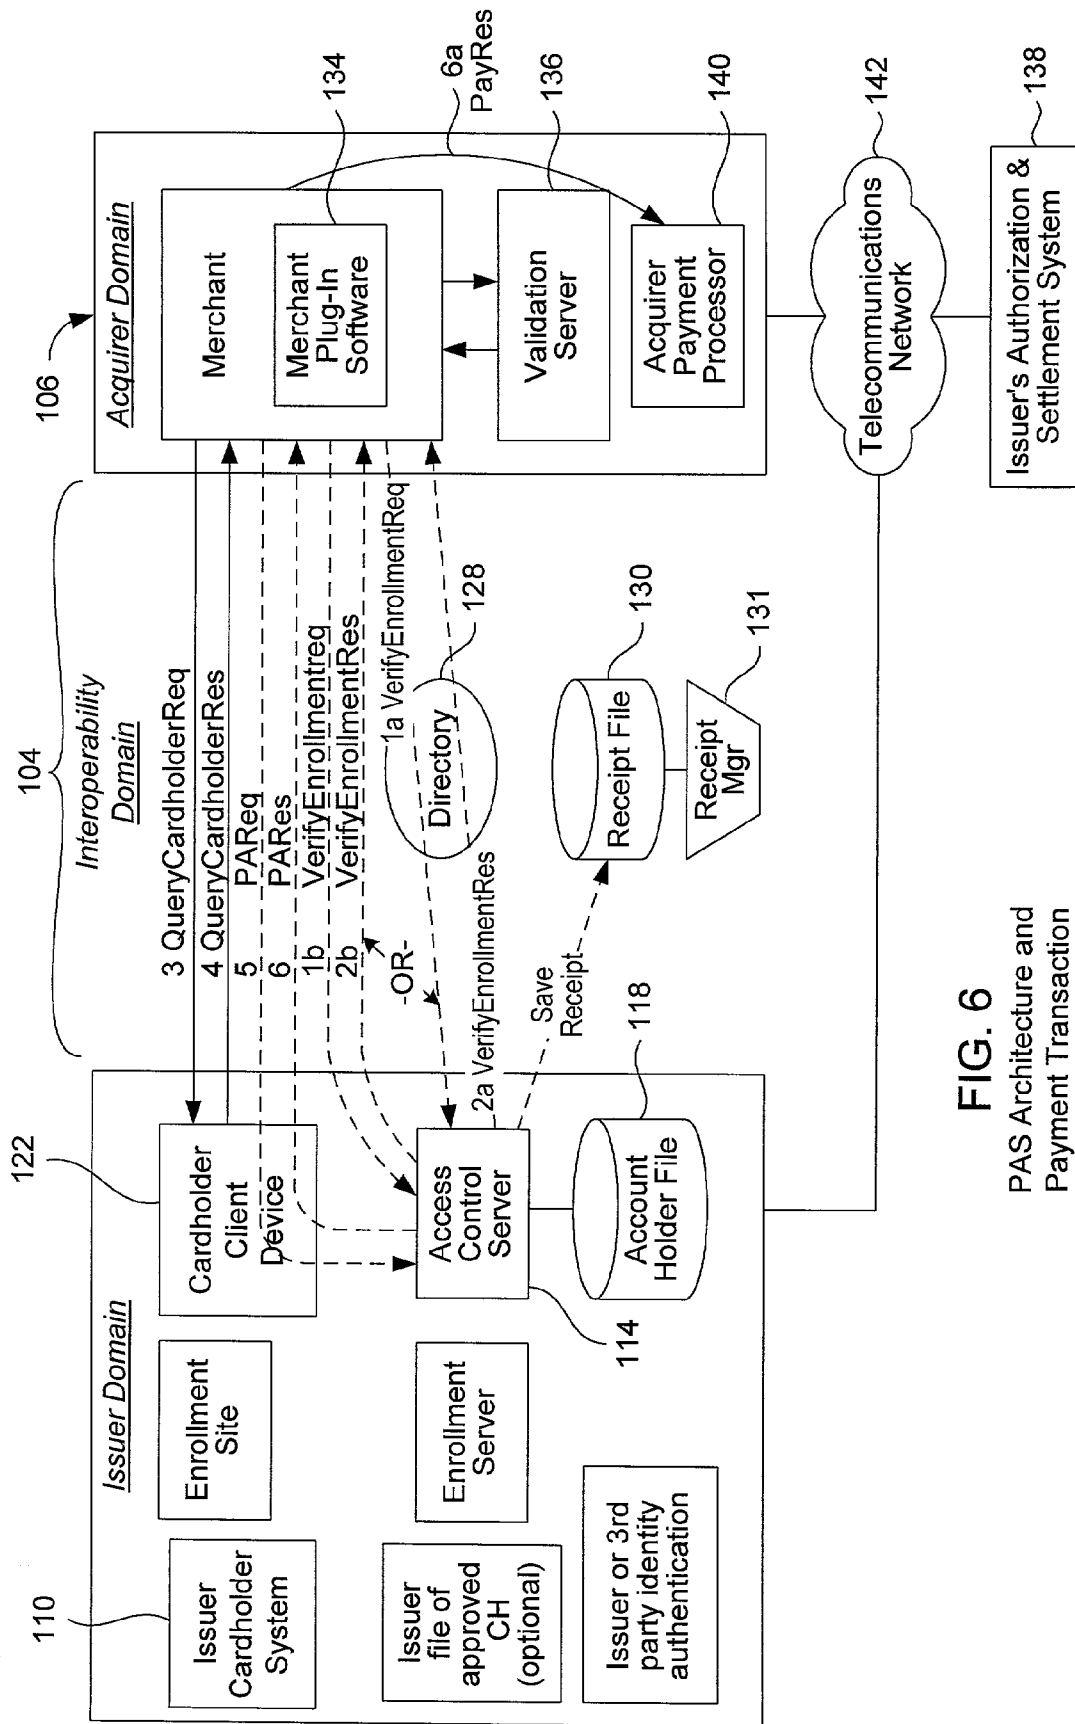 104
Interoperability
Domain
106
Issuer Domain
Acquirer Domain
110
122
134
Issuer
Cardholder
System
Enrollment
Site
Cardholder
Client
Device
3 QueryCardholderReq
4 QueryCardholderRes
5 PAReq
6 PARes
1b VerifyEnrollmentreq
2b VerifyEnrollmentRes
-OR-
1a VerifyEnrollmentReq
Merchant
Merchant
Plug-In
Software
6a
PayRes
Issuer
file of
approved
CH
(optional)
Enrollment
Server
Access
Control
Server
114
2a VerifyEnrollmentRes
Directory
128
Validation
Server
136
Save
Receipt
Issuer or 3rd
party identity
authentication
Account
Holder File
118
Receipt File
130
Receipt
Mgr
131
Acquirer
Payment
Processor
140
Telecommunications
Network
142
Issuer's Authorization &
Settlement System
138
FIG. 6
PAS Architecture and
Payment Transaction